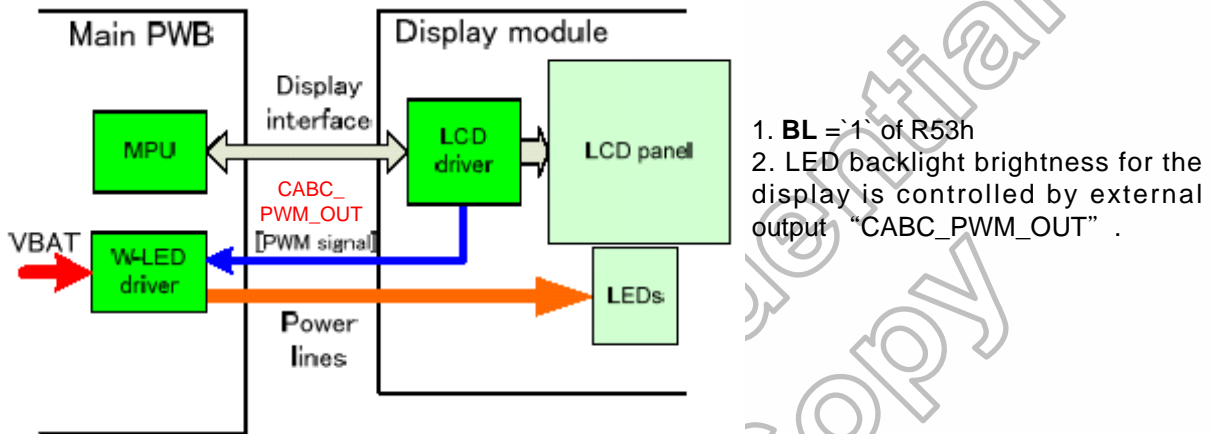 Main PWB
Display module
Display
interface
MPU
LCD
driver
LCD panel
CABC_
PWM_OUT
[PWM signal]
VBAT
W-LED
driver
LEDs
Power
lines
1. BL =`1` of R53h
2. LED backlight brightness for the
display is controlled by external
output “CABC_PWM_OUT” .
dential
Copy